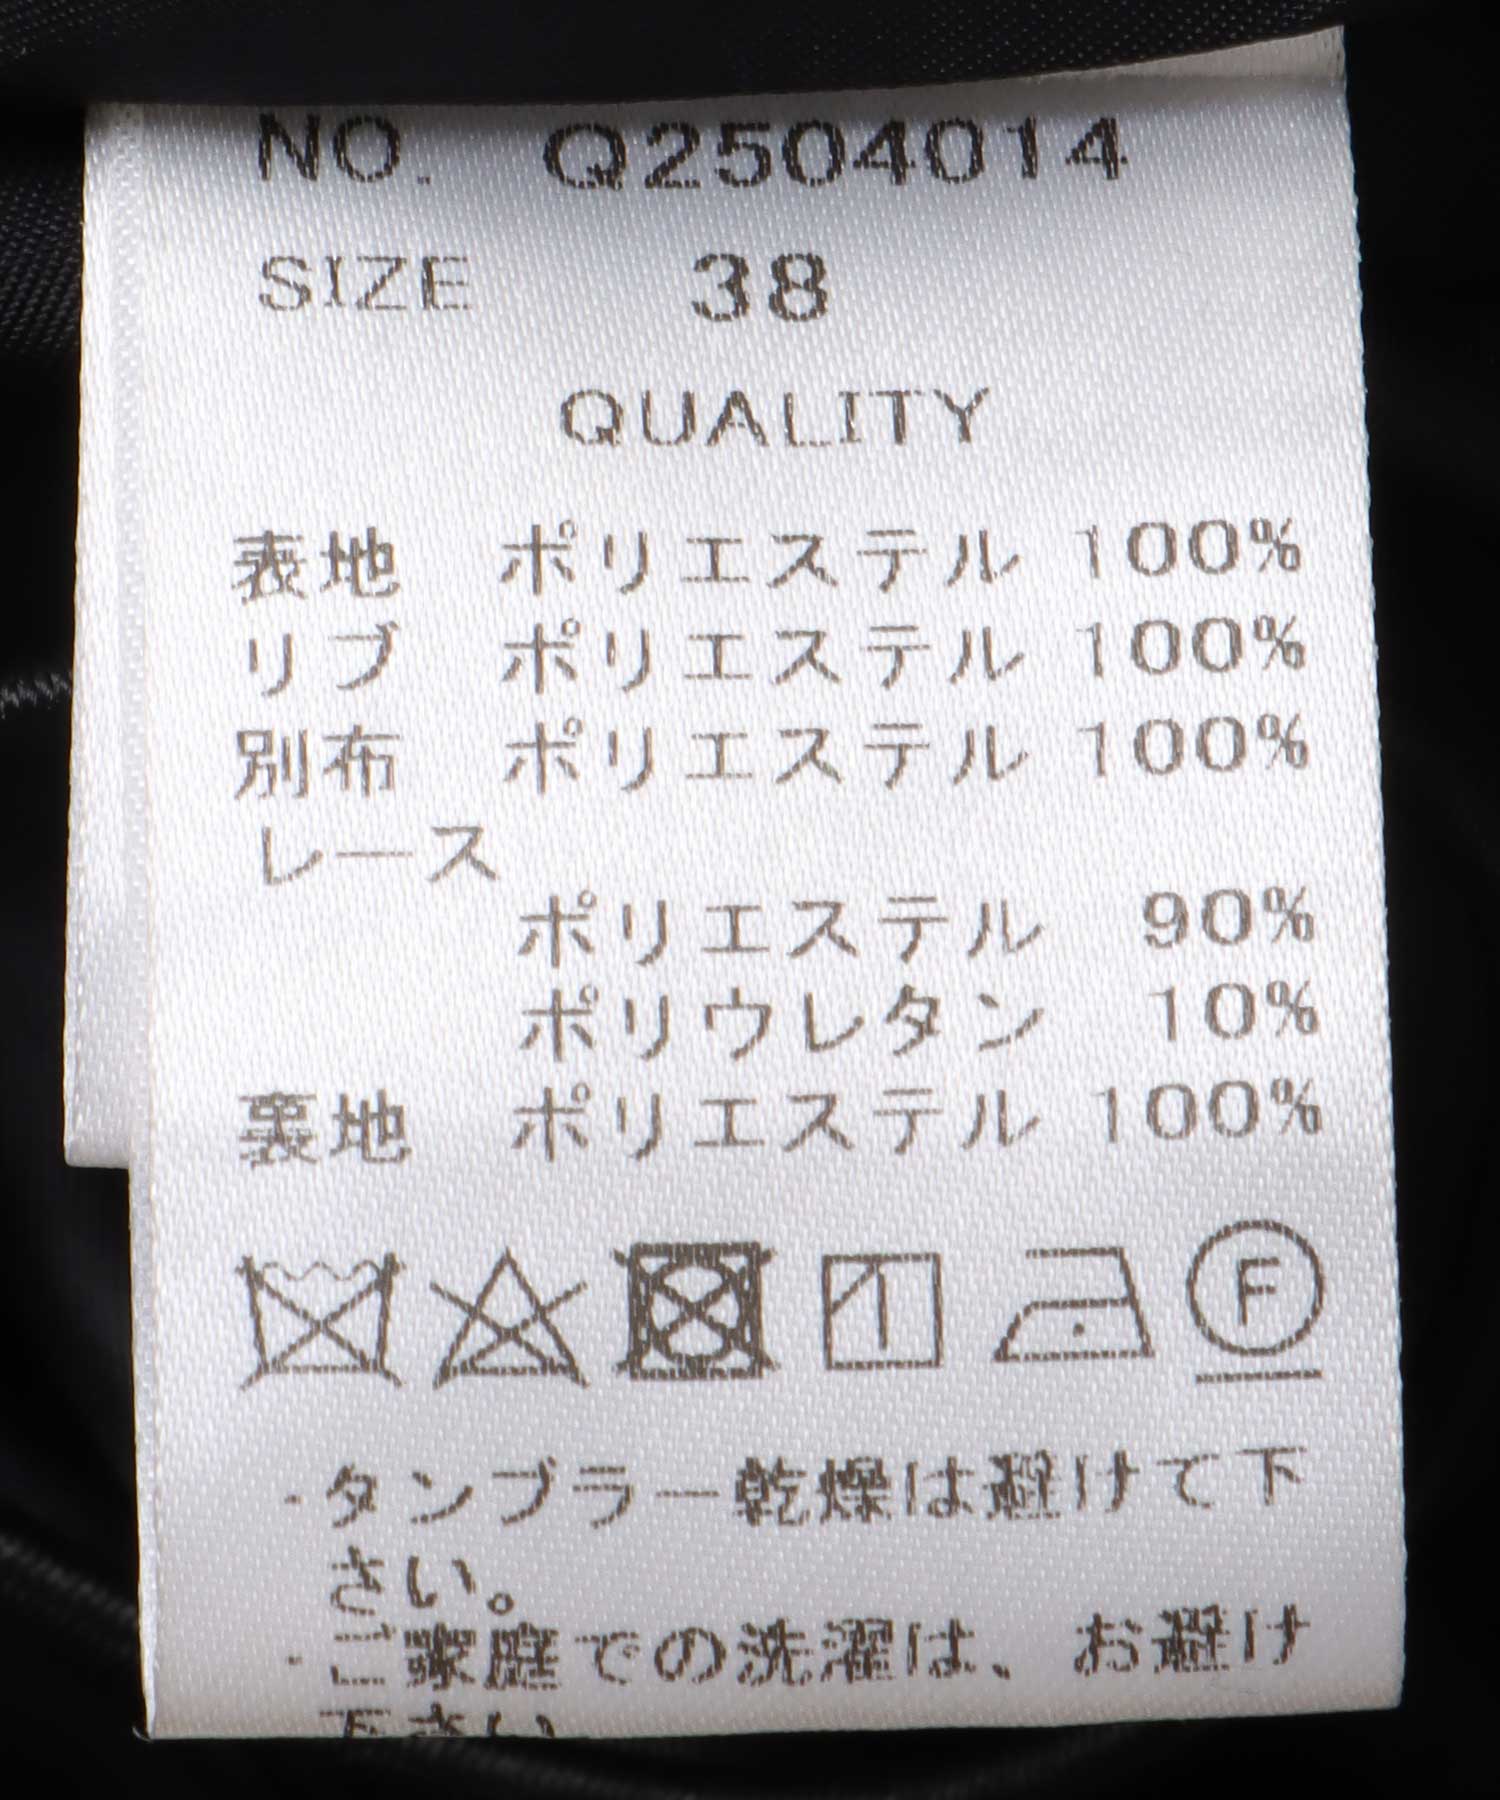 NO. Q2504014
SIZE 38
QUALITY
表地 ポリエステル 100%
リブ ポリエステル 100%
別布 ポリエステル 100%
レース
ポリエステル 90%
ポリウレタン 10%
裏地 ポリエステル 100%
F
・タンブラー乾燥は避けて下
さい。
・ご家庭での洗濯は、お避け
下さい